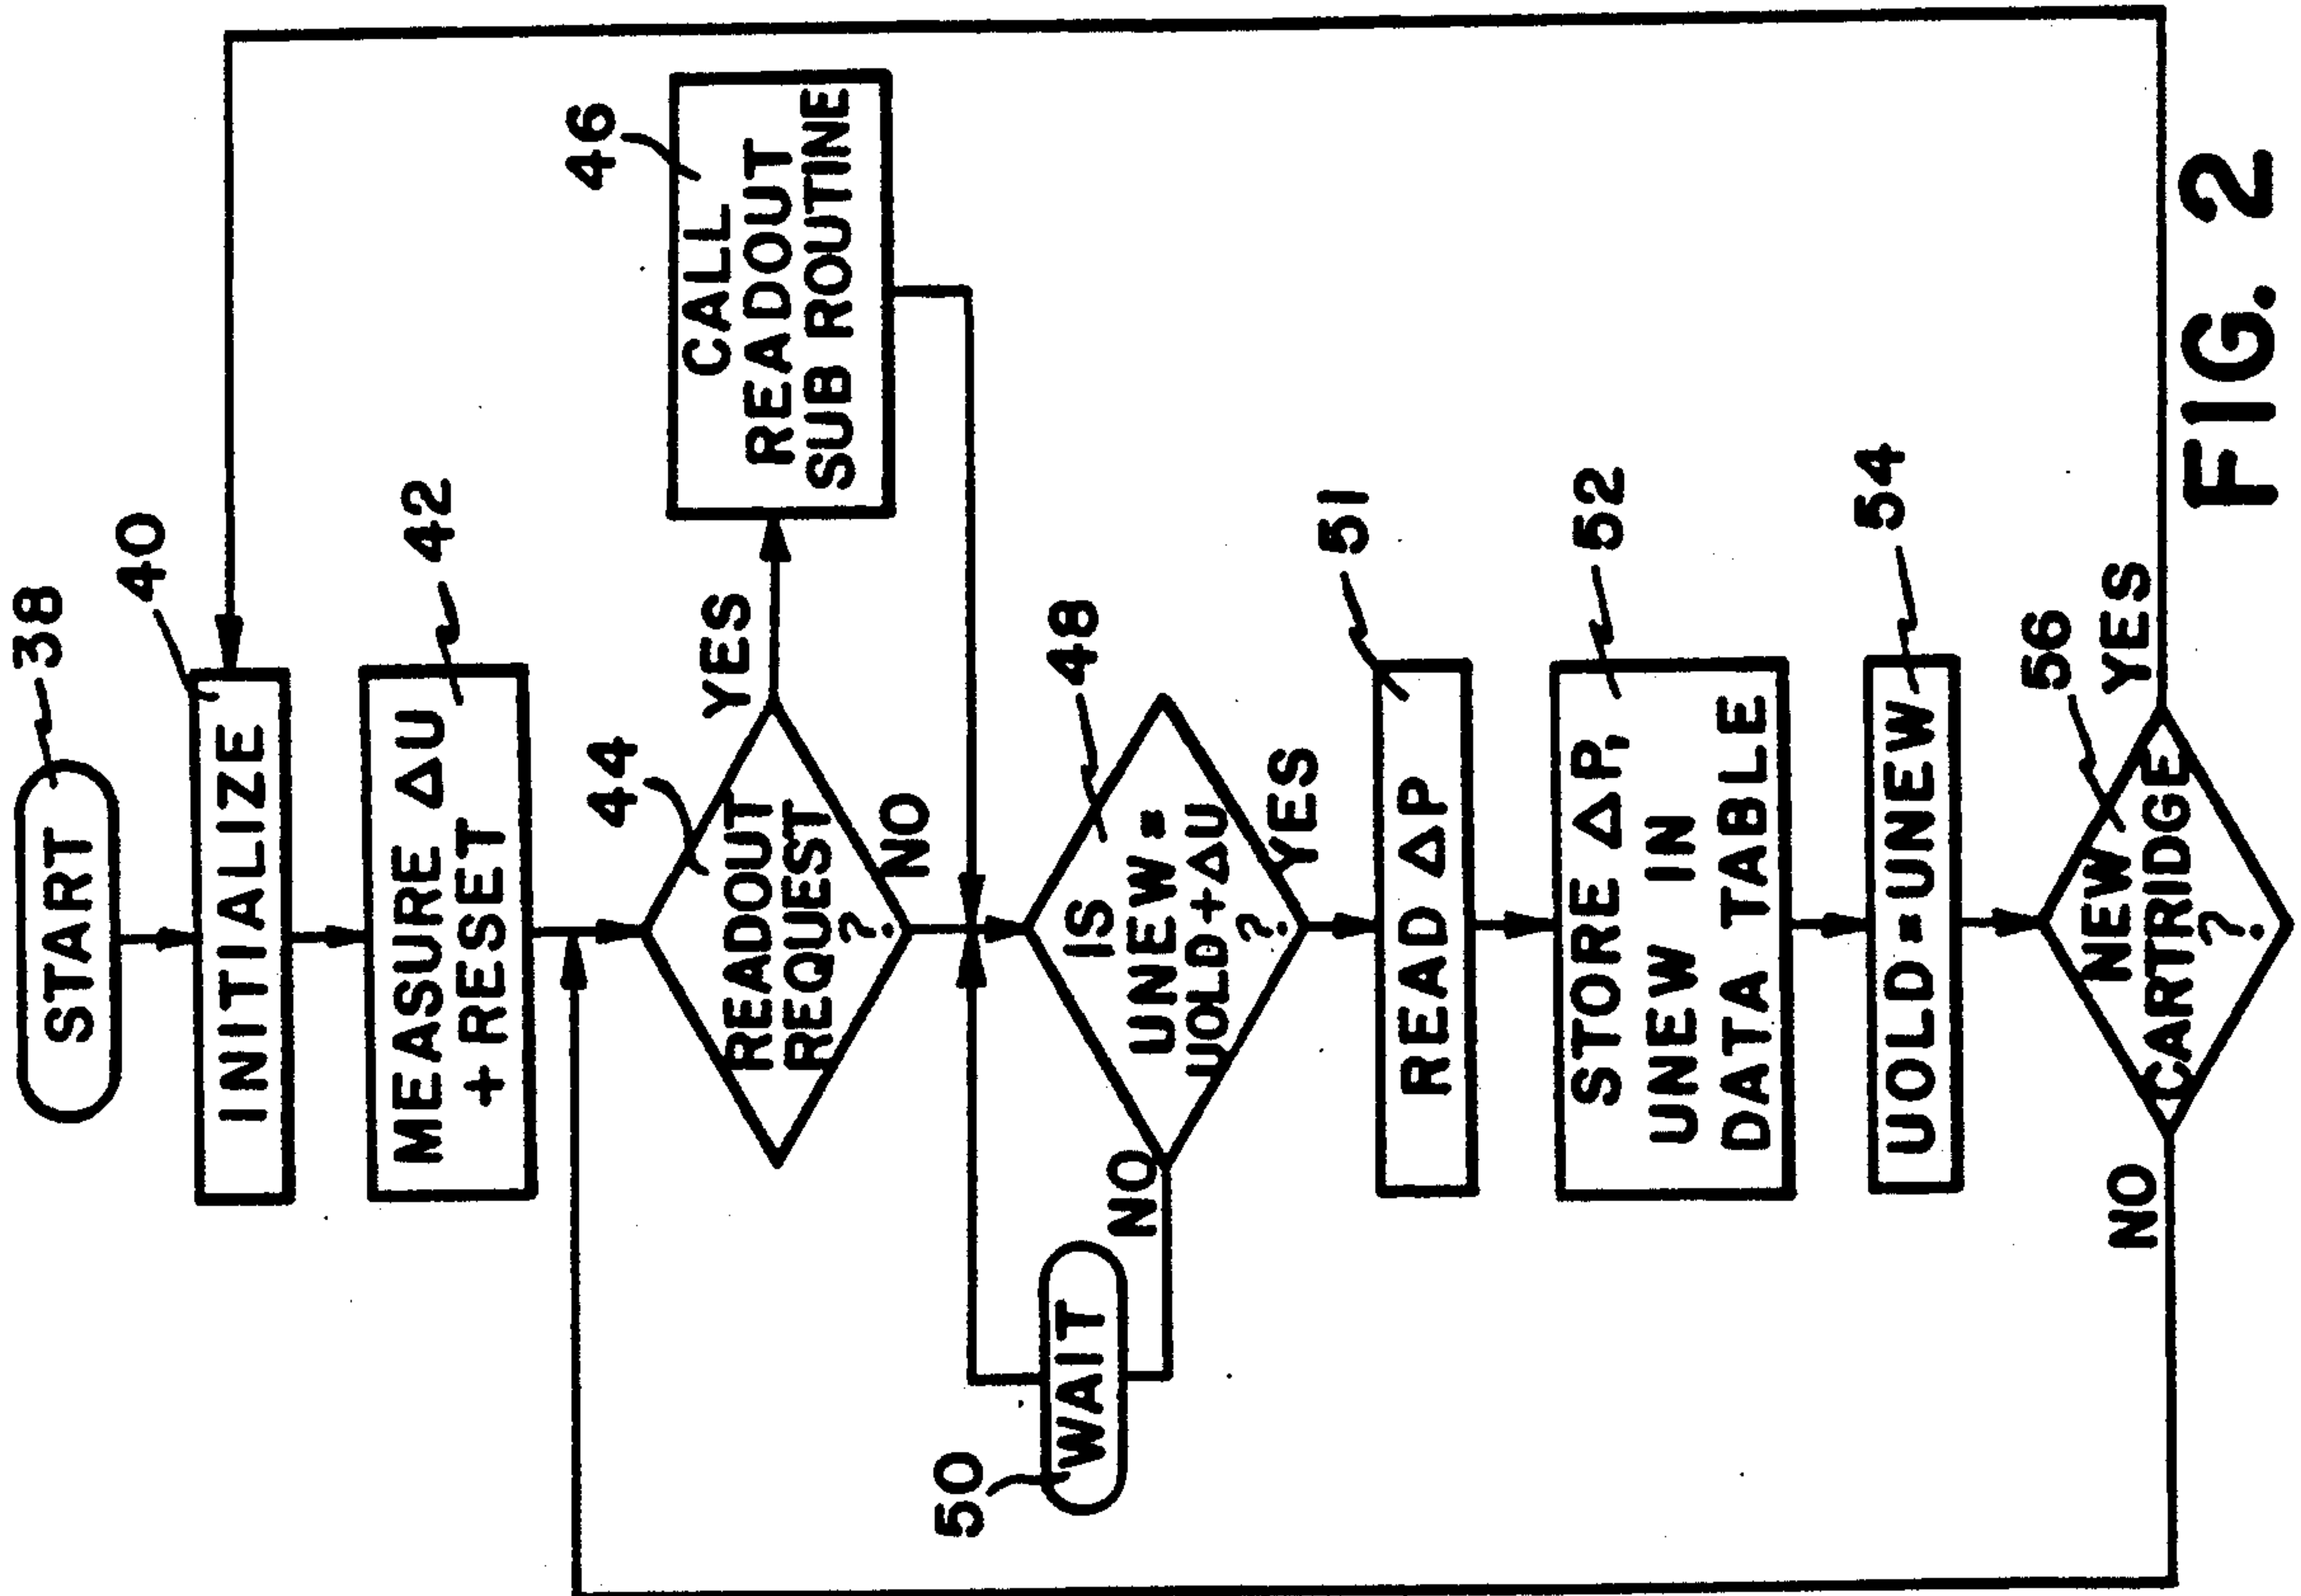 START
38
INITIALIZE
40
MEASURE ΔU
+ RESET
42
READOUT
REQUEST
?
44
YES
NO
CALL
READOUT
SUB ROUTINE
46
IS
UNEW =
UOLD+ΔU
?
48
NO
YES
WAIT
50
READ ΔP
51
STORE ΔP,
UNEW IN
DATA TABLE
52
UOLD=UNEW
54
NEW
CARTRIDGE
?
56
NO
YES
FIG. 2